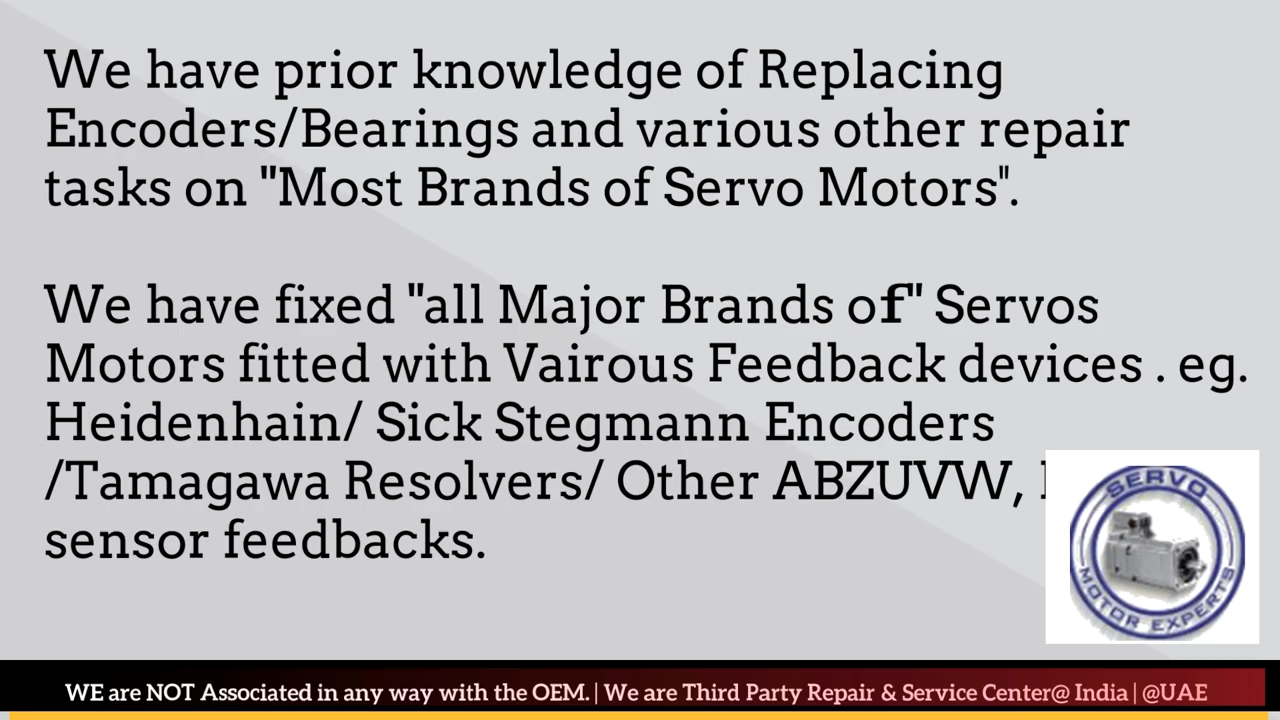 We have prior knowledge of Replacing
Encoders/Bearings and various other repair
tasks on "Most Brands of Servo Motors".
We have fixed "all Major Brands of" Servos
Motors fitted with Vairous Feedback devices . eg.
Heidenhain/ Sick Stegmann Encoders
/Tamagawa Resolvers/ Other ABZUVW,
sensor feedbacks.
SERVO
MOTOR EXPERTS
WE are NOT Associated in any way with the OEM. | We are Third Party Repair & Service Center@ India | @UAE